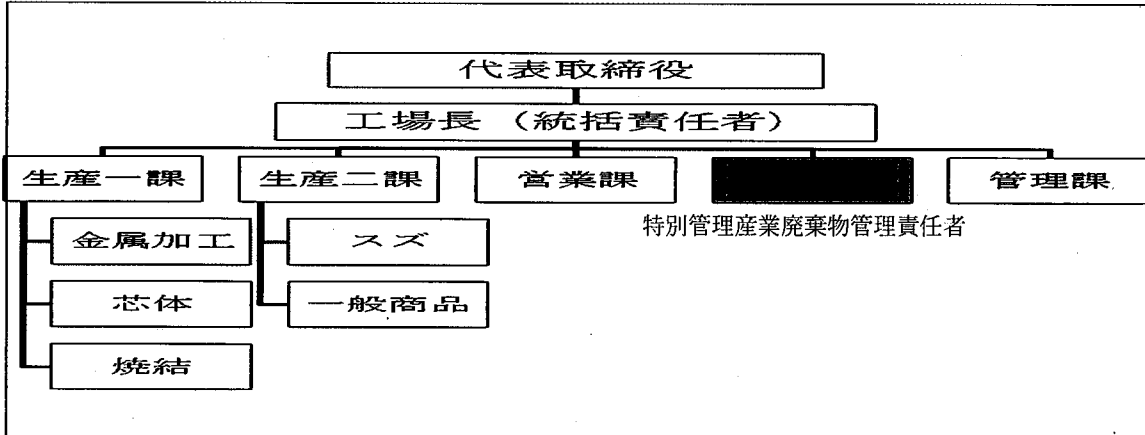 代表取締役
工場長（統括責任者）
生産一課
生産二課
営業課
管理課
特別管理産業廃棄物管理責任者
金属加工
スズ
芯体
一般商品
焼結